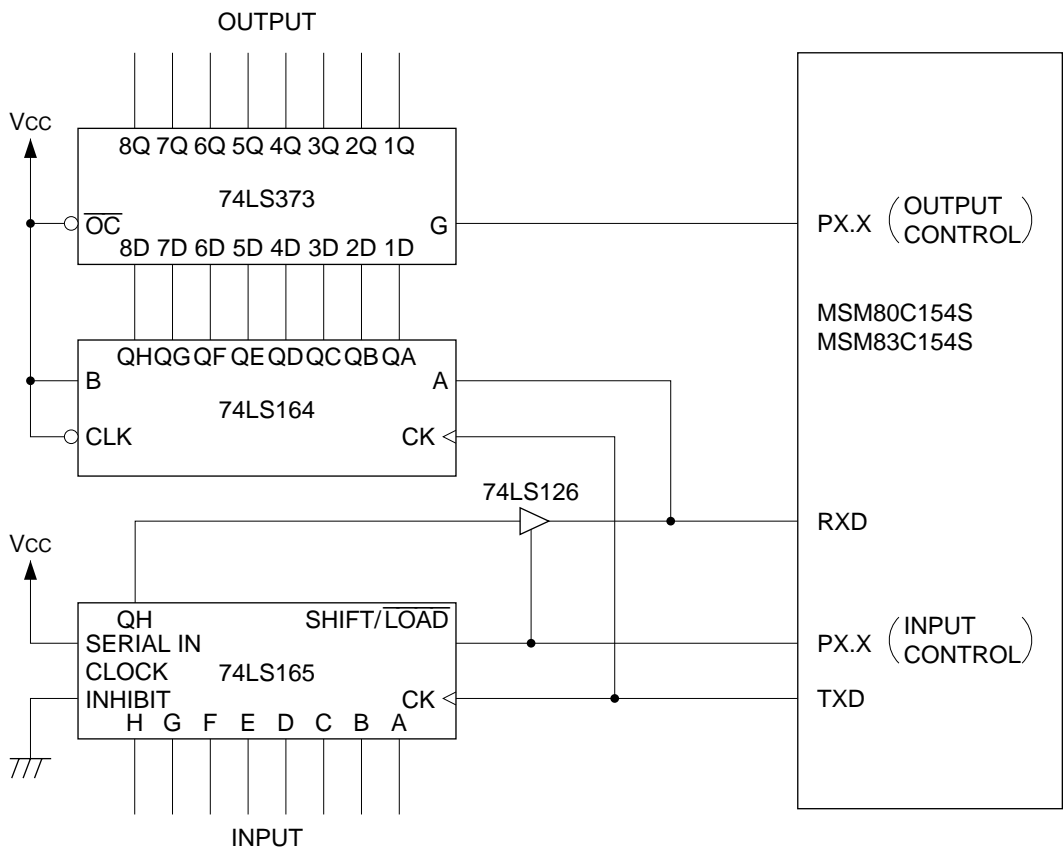 OUTPUT
VCC
8Q 7Q 6Q 5Q 4Q 3Q 2Q 1Q
74LS373
OC
G
8D 7D 6D 5D 4D 3D 2D 1D
PX.X (OUTPUT
CONTROL)
MSM80C154S
MSM83C154S
QH QG QF QE QD QC QB QA
B
A
74LS164
CLK
CK
74LS126
RXD
VCC
QH
SHIFT/LOAD
SERIAL IN
CLOCK
INHIBIT
74LS165
CK
PX.X (INPUT
CONTROL)
TXD
H G F E D C B A
INPUT